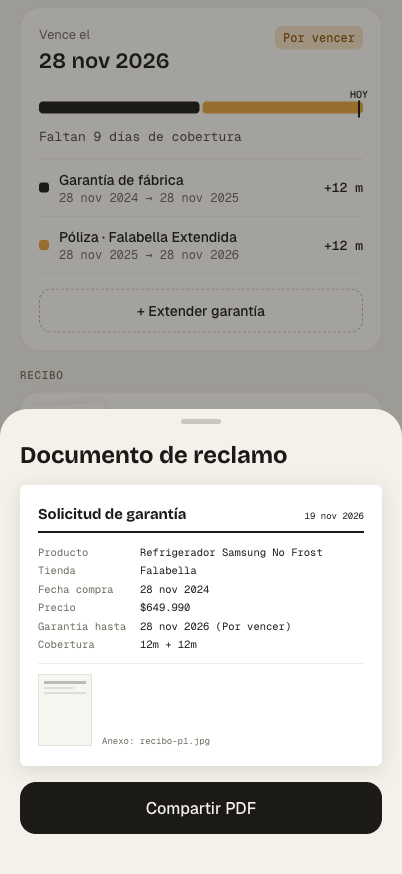 Vence el
Por vencer
28 nov 2026
HOY
Faltan 9 días de cobertura
Garantía de fábrica
28 nov 2024 → 28 nov 2025
+12 m
Póliza · Falabella Extendida
28 nov 2025 → 28 nov 2026
+12 m
+ Extender garantía
RECIBO
Documento de reclamo
Solicitud de garantía
19 nov 2026
Producto Refrigerador Samsung No Frost
Tienda Falabella
Fecha compra 28 nov 2024
Precio $649.990
Garantía hasta 28 nov 2026 (Por vencer)
Cobertura 12m + 12m
Anexo: recibo-p1.jpg
Compartir PDF